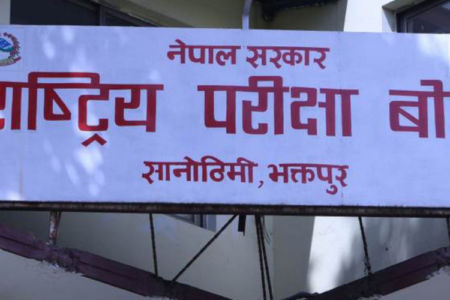 नेपाल सरकार
राष्ट्रिय परीक्षा बो
सानोठिमी, भक्तपुर